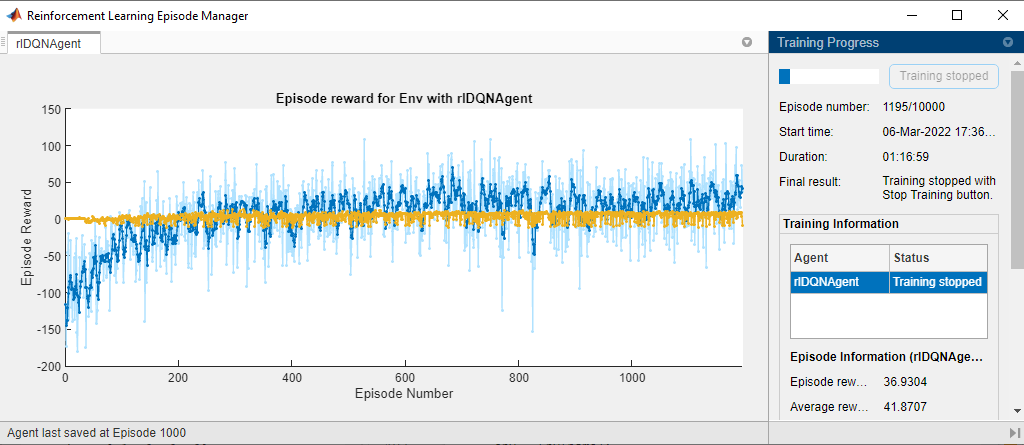 Reinforcement Learning Episode Manager
rlDQNAgent
Training Progress
Episode reward for Env with rlDQNAgent
150
100
50
0
-50
-100
-150
-200
Episode Reward
0 200 400 600 800 1000
Episode Number
Training stopped
Episode number: 1195/10000
Start time: 06-Mar-2022 17:36...
Duration: 01:16:59
Final result: Training stopped with
Stop Training button.
Training Information
Agent Status
rlDQNAgent Training stopped
Episode Information (rlDQNAge...
Episode rew... 36.9304
Average rew... 41.8707
Agent last saved at Episode 1000